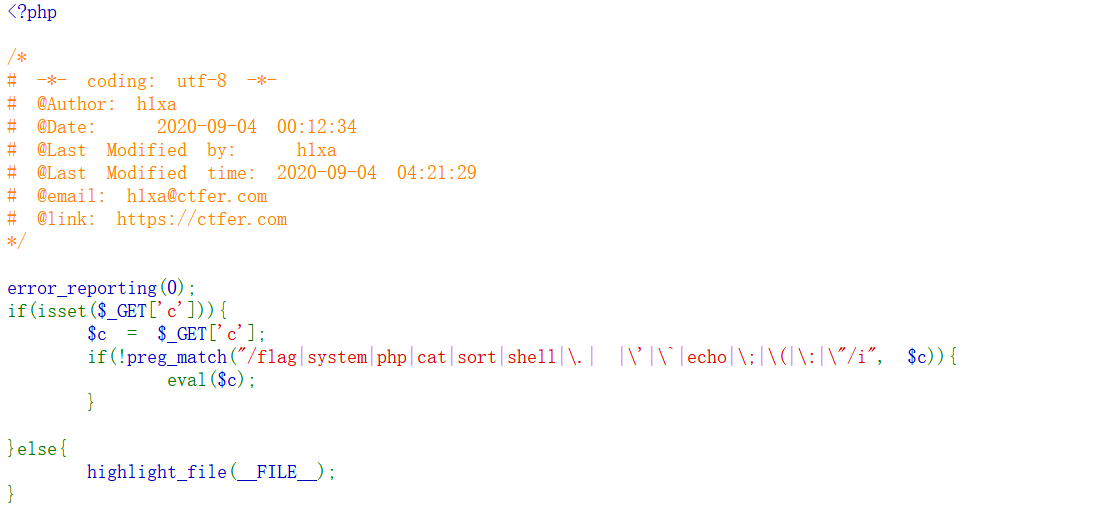 <?php

/*
# -*- coding: utf-8 -*-
# @Author: h1xa
# @Date:   2020-09-04 00:12:34
# @Last Modified by:   h1xa
# @Last Modified time: 2020-09-04 04:21:29
# @email: h1xa@ctfer.com
# @link: https://ctfer.com
*/

error_reporting(0);
if(isset($_GET['c'])){
    $c = $_GET['c'];
    if(!preg_match("/flag|system|php|cat|sort|shell|\.| |\'|\`|echo|\;|\(|\:|\"/i", $c)){
        eval($c);
    }

}else{
    highlight_file(__FILE__);
}